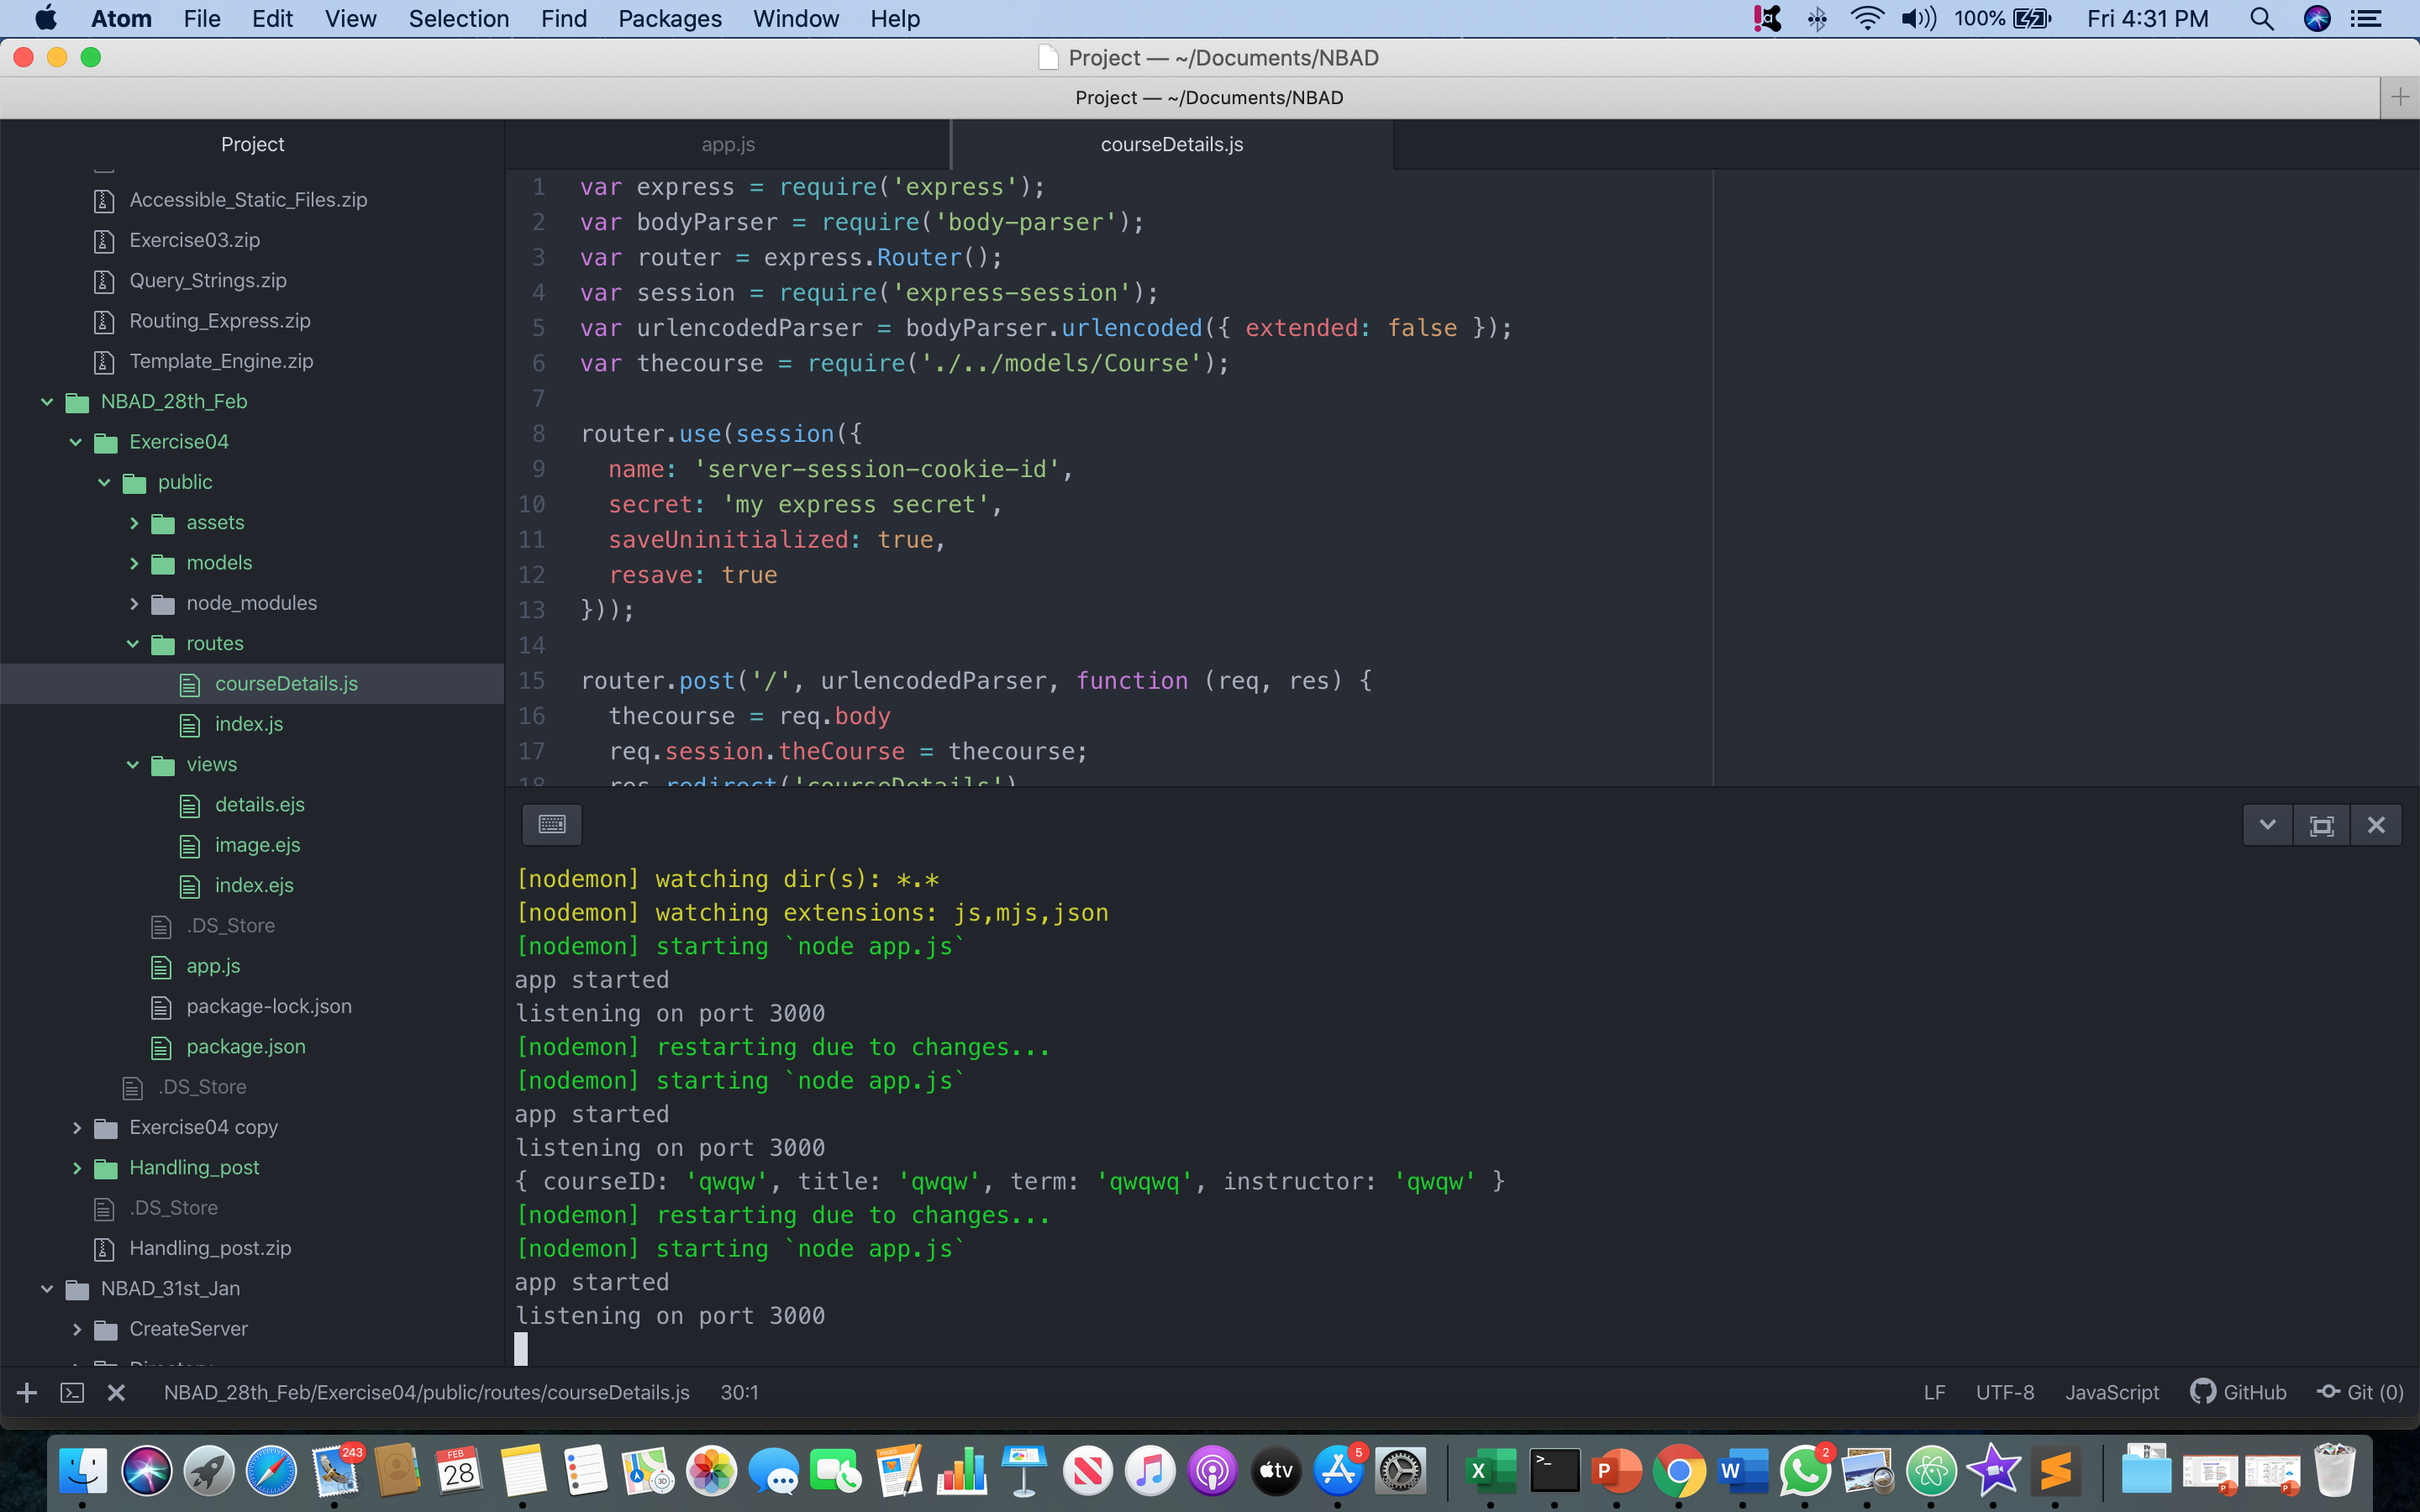 Atom File Edit View Selection Find Packages Window Help 100% Fri 4:31 PM
Project — ~/Documents/NBAD
Project — ~/Documents/NBAD
Project
app.js
courseDetails.js
Accessible_Static_Files.zip
Exercise03.zip
Query_Strings.zip
Routing_Express.zip
Template_Engine.zip
NBAD_28th_Feb
Exercise04
public
assets
models
node_modules
routes
courseDetails.js
index.js
views
details.ejs
image.ejs
index.ejs
.DS_Store
app.js
package-lock.json
package.json
.DS_Store
Exercise04 copy
Handling_post
.DS_Store
Handling_post.zip
NBAD_31st_Jan
CreateServer
Directory
1 var express = require('express');
2 var bodyParser = require('body-parser');
3 var router = express.Router();
4 var session = require('express-session');
5 var urlencodedParser = bodyParser.urlencoded({ extended: false });
6 var thecourse = require('./../models/Course');
7
8 router.use(session({
9 name: 'server-session-cookie-id',
10 secret: 'my express secret',
11 saveUninitialized: true,
12 resave: true
13 }));
14
15 router.post('/', urlencodedParser, function (req, res) {
16 thecourse = req.body
17 req.session.theCourse = thecourse;
18 res.redirect('courseDetails')
[nodemon] watching dir(s): *.*
[nodemon] watching extensions: js,mjs,json
[nodemon] starting `node app.js`
app started
listening on port 3000
[nodemon] restarting due to changes...
[nodemon] starting `node app.js`
app started
listening on port 3000
{ courseID: 'qwqw', title: 'qwqw', term: 'qwqwq', instructor: 'qwqw' }
[nodemon] restarting due to changes...
[nodemon] starting `node app.js`
app started
listening on port 3000
NBAD_28th_Feb/Exercise04/public/routes/courseDetails.js 30:1 LF UTF-8 JavaScript GitHub Git (0)
243
FEB
28
3D
tv
5
X
>_
P
W
2
P
P